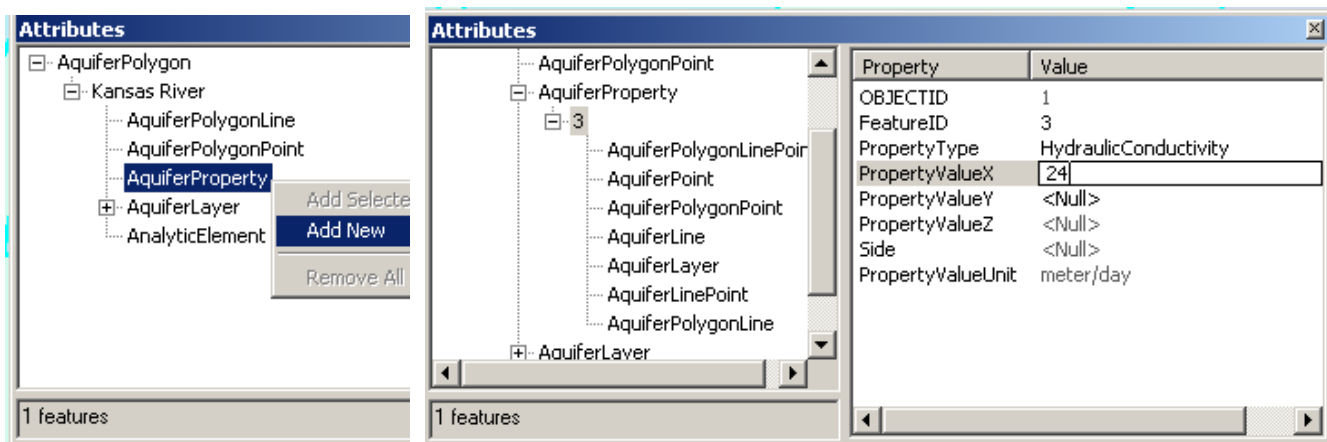 Attributes
AquiferPolygon
Kansas River
AquiferPolygonLine
AquiferPolygonPoint
AquiferProperty
AquiferLayer
AnalyticElement
Add Selecte
Add New
Remove All
1 features
Attributes
AquiferPolygonPoint
AquiferProperty
3
AquiferPolygonLinePoir
AquiferPoint
AquiferPolygonPoint
AquiferLine
AquiferLayer
AquiferLinePoint
AquiferPolygonLine
AquiferLayer
1 features
Property Value
OBJECTID 1
FeatureID 3
PropertyType HydraulicConductivity
PropertyValueX 24
PropertyValueY <Null>
PropertyValueZ <Null>
Side <Null>
PropertyValueUnit meter/day